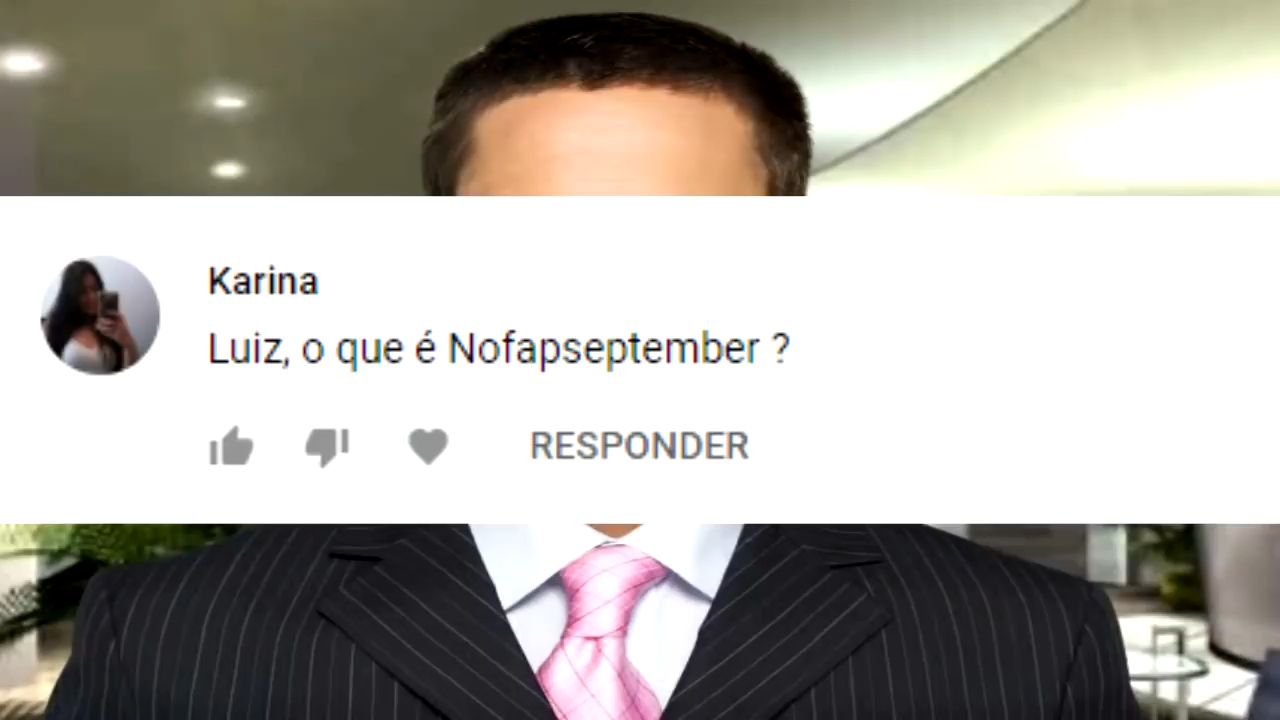 Karina
Luiz, o que é Nofapseptember ?
RESPONDER